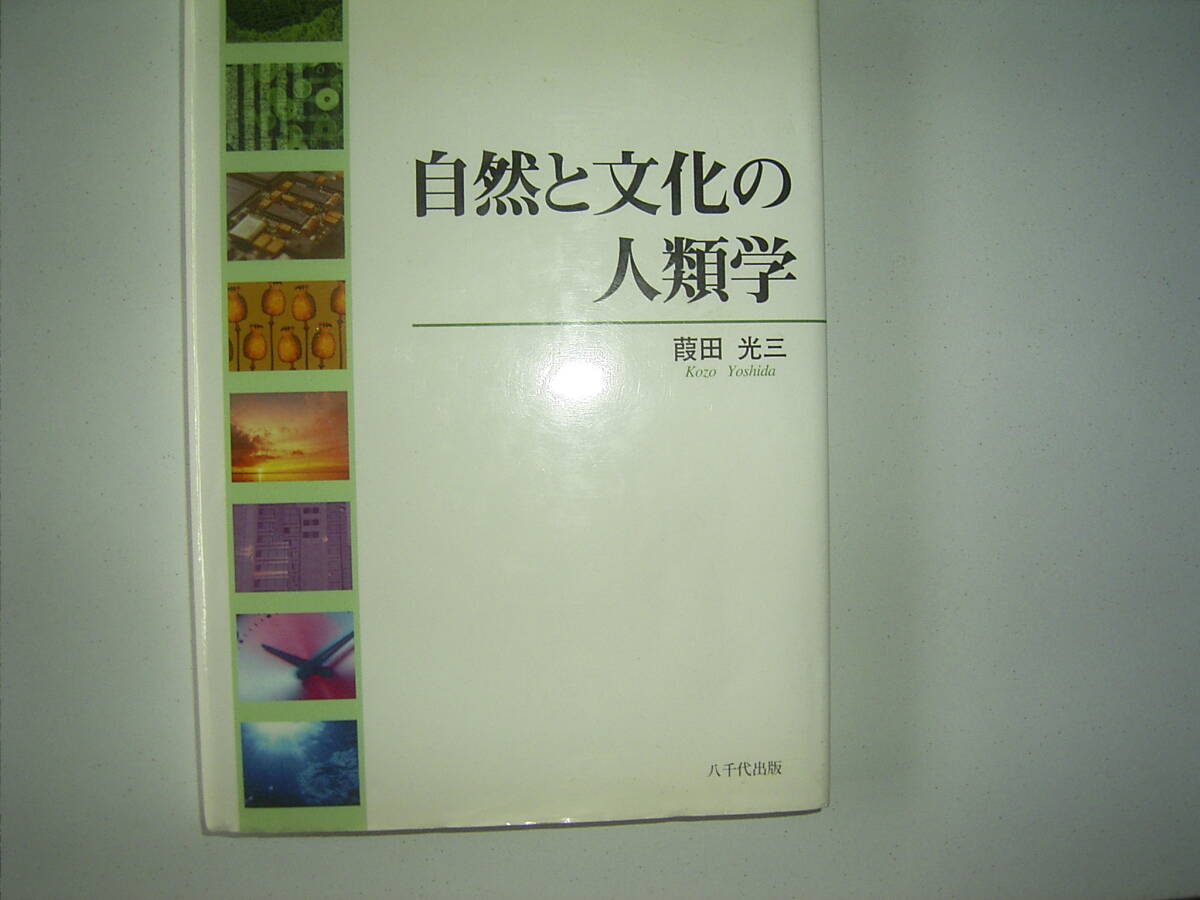 自然と文化の
人類学
葭田 光三
Kozo Yoshida
八千代出版